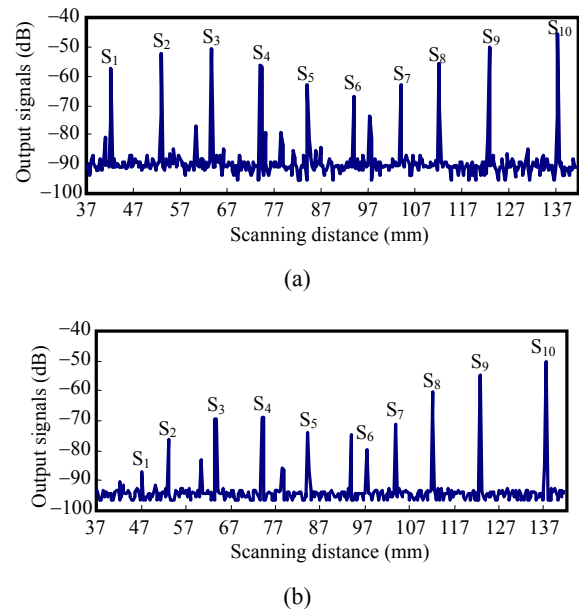 −40
−50
−60
−70
−80
−90
−100
Output signals (dB)
S1 S2 S3 S4 S5 S6 S7 S8 S9 S10
37 47 57 67 77 87 97 107 117 127 137
Scanning distance (mm)
(a)
−40
−50
−60
−70
−80
−90
−100
Output signals (dB)
S1 S2 S3 S4 S5 S6 S7 S8 S9 S10
37 47 57 67 77 87 97 107 117 127 137
Scanning distance (mm)
(b)